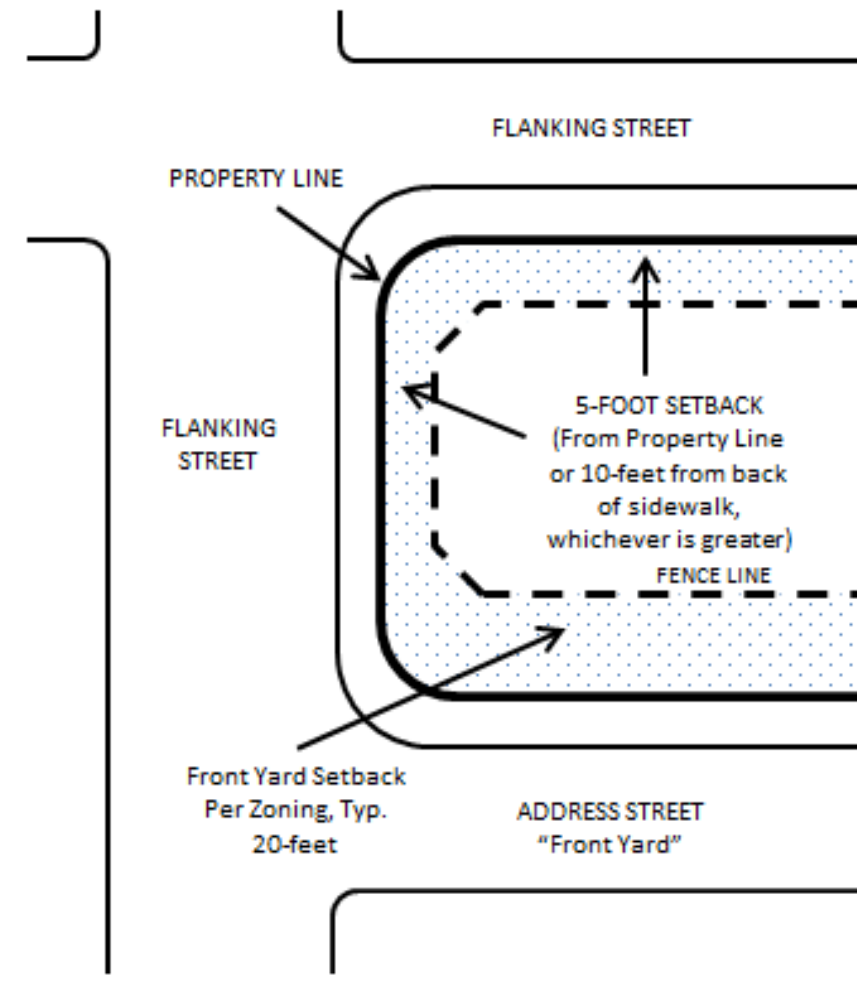 FLANKING STREET
PROPERTY LINE
FLANKING
STREET
5-FOOT SETBACK
(From Property Line
or 10-feet from back
of sidewalk,
whichever is greater)
FENCE LINE
Front Yard Setback
Per Zoning, Typ.
20-feet
ADDRESS STREET
“Front Yard”